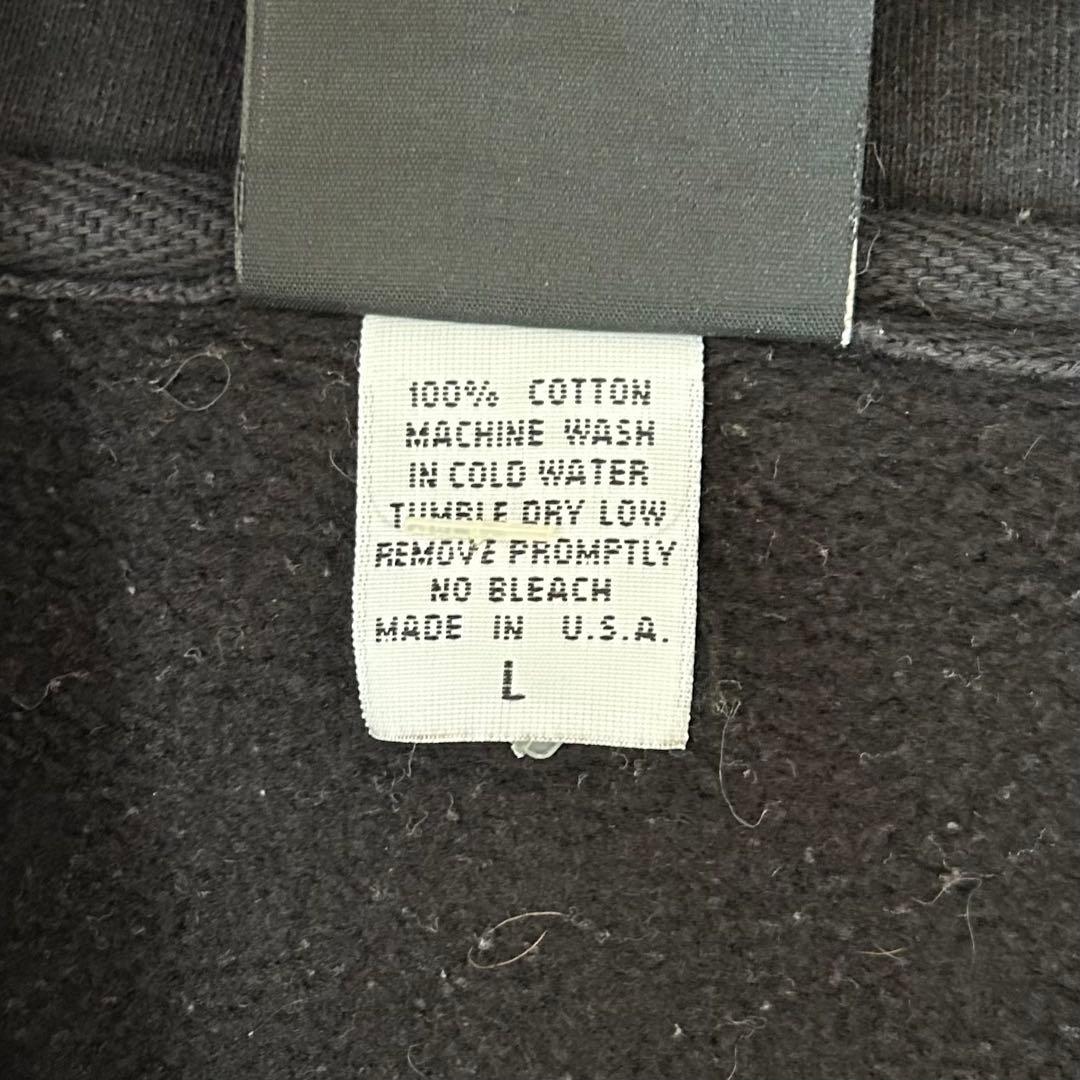 100% COTTON
MACHINE WASH
IN COLD WATER
TUMBLE DRY LOW
REMOVE PROMPTLY
NO BLEACH
MADE IN U.S.A.
L